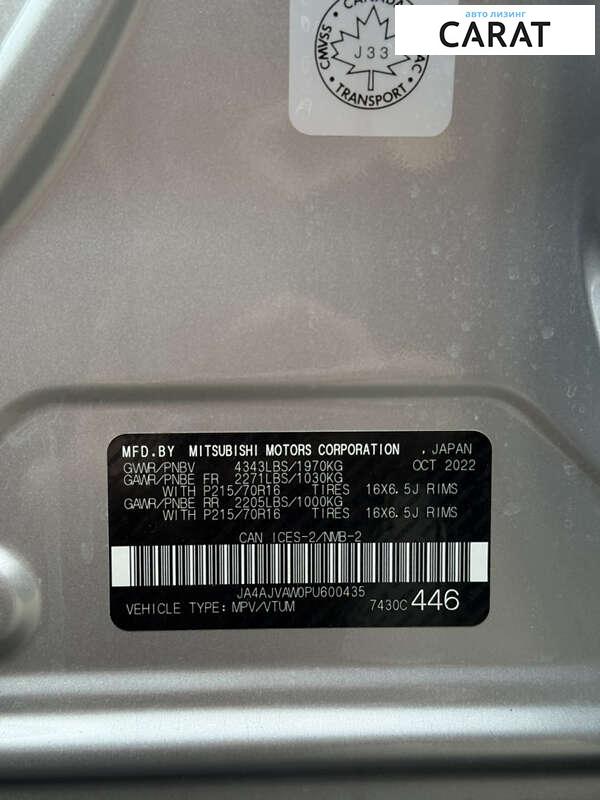 авто лизинг
CARAT
CANADA
CMVSS
J33
TRANSPORT
MFD.BY MITSUBISHI MOTORS CORPORATION , JAPAN
GVWR/PNBV 4343LBS/1970KG OCT 2022
GAWR/PNBE FR 2271LBS/1030KG
WITH P215/70R16 TIRES 16X6.5J RIMS
GAWR/PNBE RR 2205LBS/1000KG
WITH P215/70R16 TIRES 16X6.5J RIMS
CAN ICES-2/NMB-2
JA4AJVAW0PU600435
VEHICLE TYPE:MPV/VTUM 7430C 446